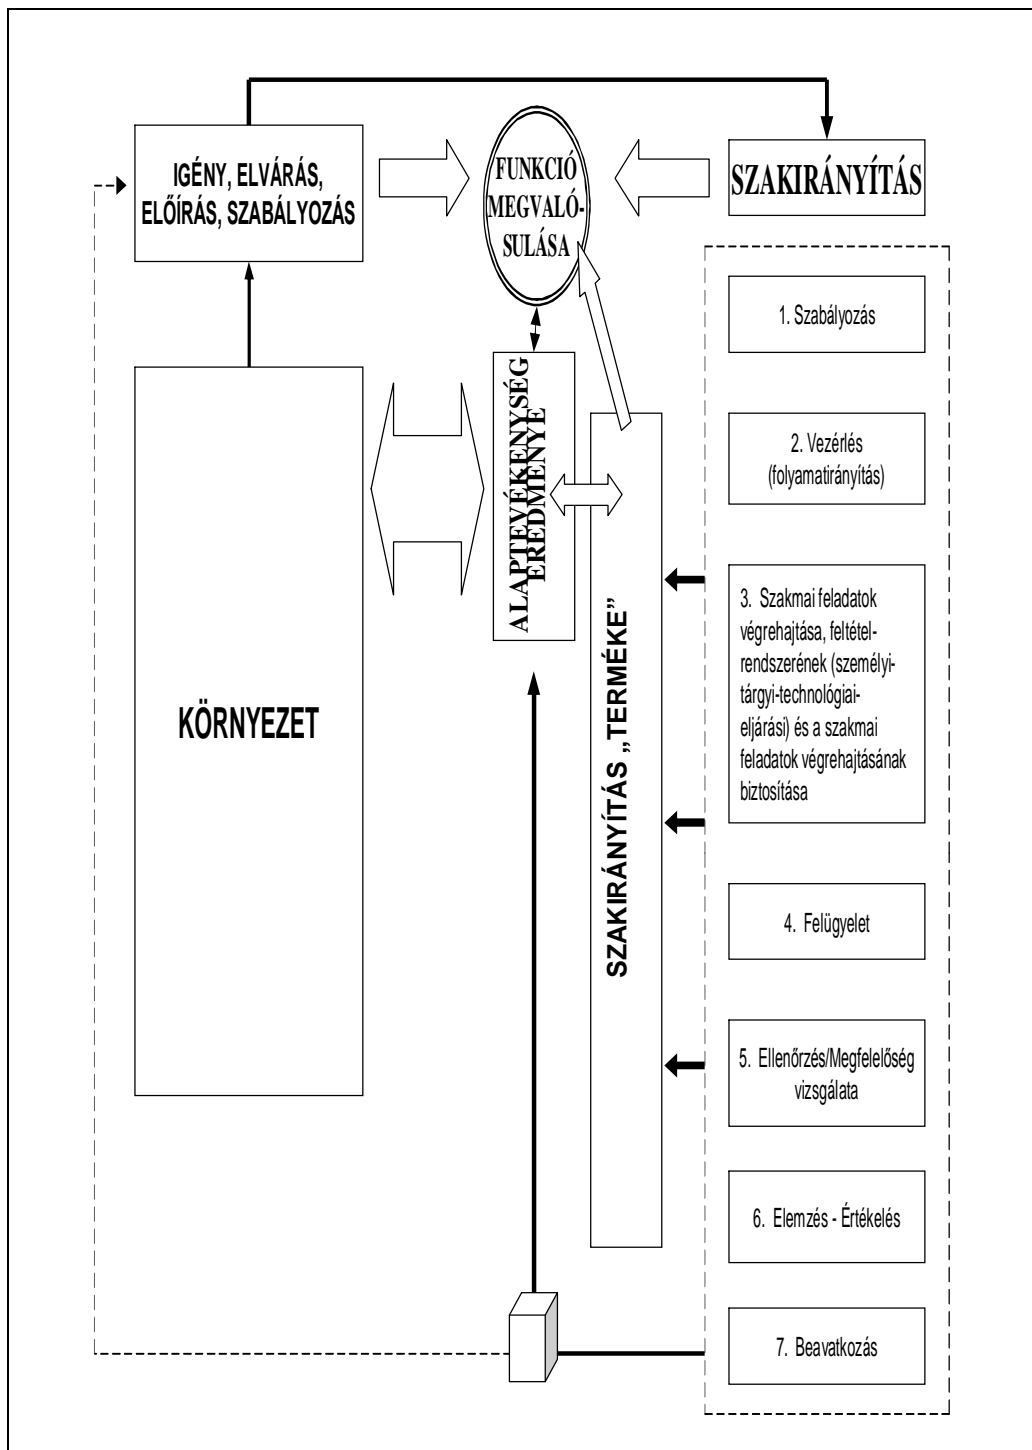 IGÉNY, ELVÁRÁS,
ELŐÍRÁS, SZABÁLYOZÁS
FUNKCIÓ
MEGVALÓ-
SULÁSA
SZAKIRÁNYÍTÁS
KÖRNYEZET
ALAPTEVÉKENYSÉG
EREDMÉNYE
SZAKIRÁNYÍTÁS „TERMÉKE”
1. Szabályozás
2. Vezérlés
(folyamatirányítás)
3. Szakmai feladatok
végrehajtása, feltétel-
rendszerének (személyi-
tárgyi-technológiai-
eljárási) és a szakmai
feladatok végrehajtásának
biztosítása
4. Felügyelet
5. Ellenőrzés/Megfelelőség
vizsgálata
6. Elemzés - Értékelés
7. Beavatkozás